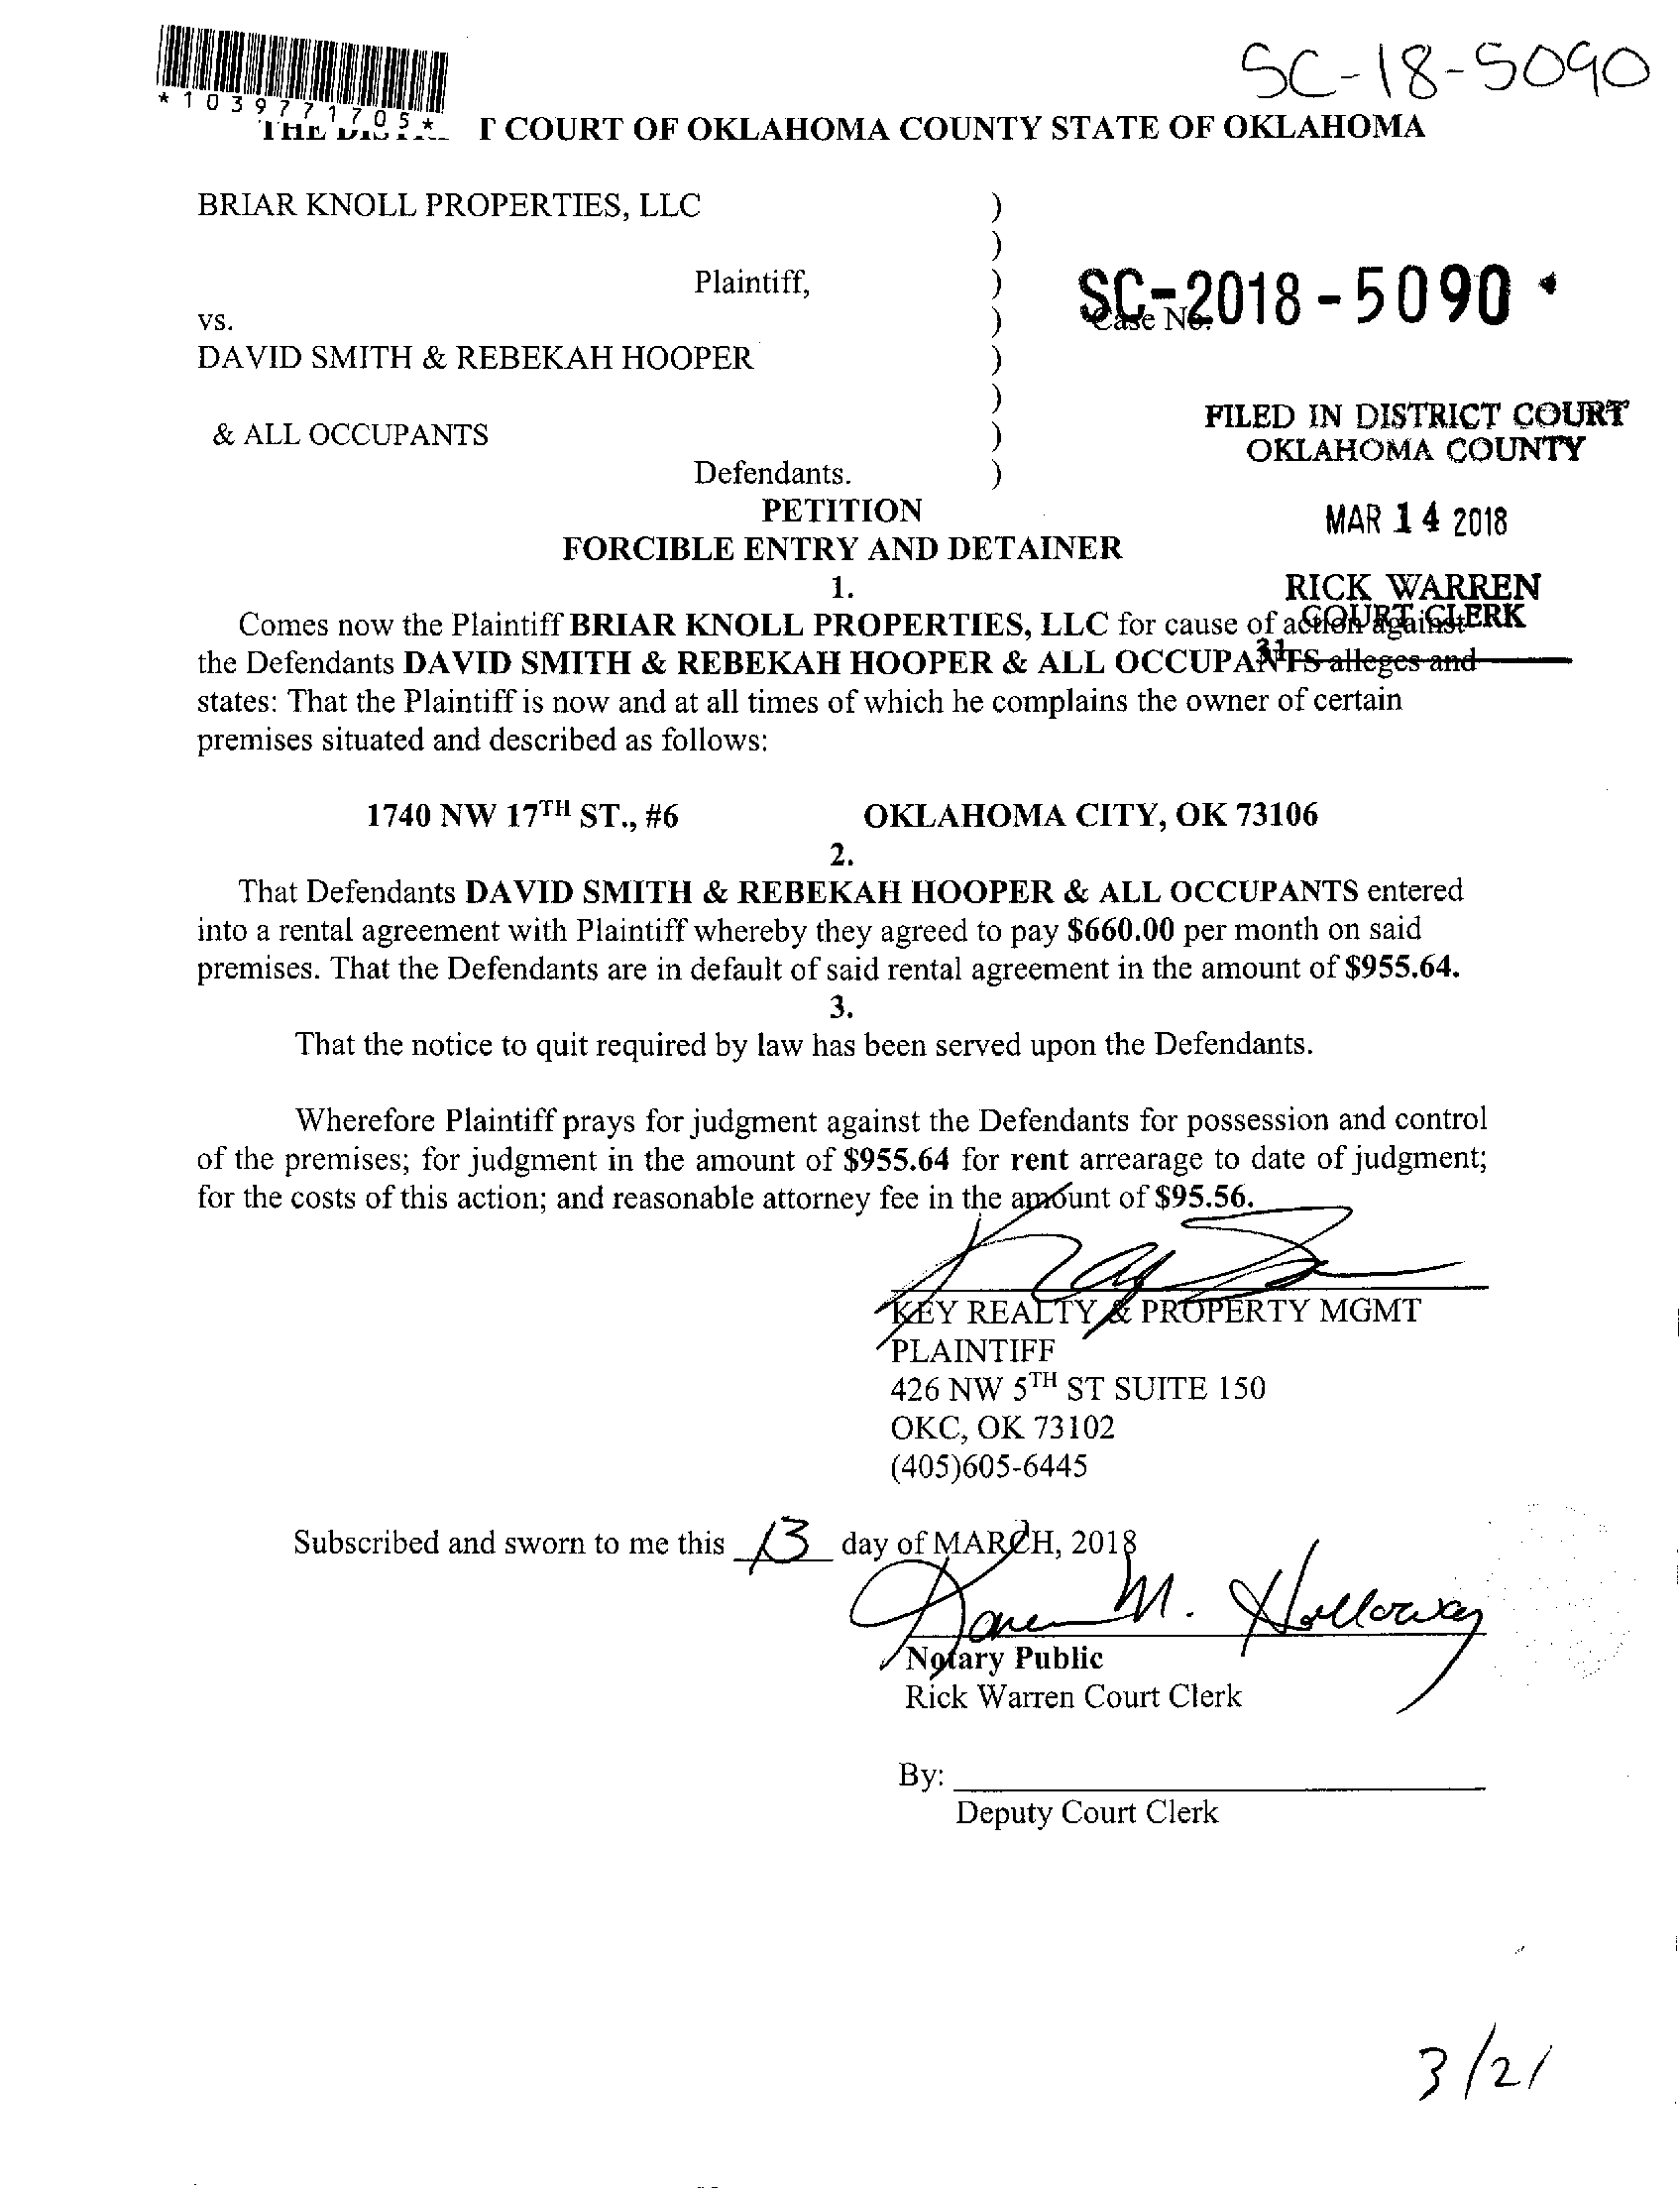 SC-18-5090
*1039771705*
THE DIST T COURT OF OKLAHOMA COUNTY STATE OF OKLAHOMA
BRIAR KNOLL PROPERTIES, LLC )
)
Plaintiff, )
vs. )
SC-2018-5090
Case No.
DAVID SMITH & REBEKAH HOOPER )
)
& ALL OCCUPANTS )
Defendants. )
FILED IN DISTRICT COURT
OKLAHOMA COUNTY
MAR 14 2018
RICK WARREN
COURT CLERK
31
PETITION
FORCIBLE ENTRY AND DETAINER
1.
Comes now the Plaintiff BRIAR KNOLL PROPERTIES, LLC for cause of action against
the Defendants DAVID SMITH & REBEKAH HOOPER & ALL OCCUPANTS alleges and
states: That the Plaintiff is now and at all times of which he complains the owner of certain
premises situated and described as follows:
1740 NW 17TH ST., #6 OKLAHOMA CITY, OK 73106
2.
That Defendants DAVID SMITH & REBEKAH HOOPER & ALL OCCUPANTS entered
into a rental agreement with Plaintiff whereby they agreed to pay $660.00 per month on said
premises. That the Defendants are in default of said rental agreement in the amount of $955.64.
3.
That the notice to quit required by law has been served upon the Defendants.
Wherefore Plaintiff prays for judgment against the Defendants for possession and control
of the premises; for judgment in the amount of $955.64 for rent arrearage to date of judgment;
for the costs of this action; and reasonable attorney fee in the amount of $95.56.
KEY REALTY & PROPERTY MGMT
PLAINTIFF
426 NW 5TH ST SUITE 150
OKC, OK 73102
(405)605-6445
Subscribed and sworn to me this 13 day of MARCH, 2018
Karen M. Holloway
Notary Public
Rick Warren Court Clerk
By:
Deputy Court Clerk
3/21